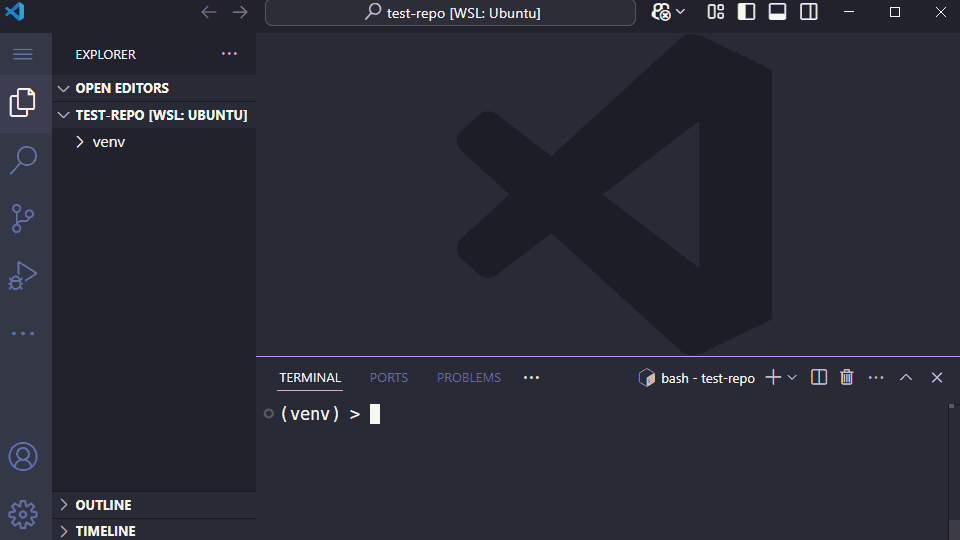 test-repo [WSL: Ubuntu]
EXPLORER
OPEN EDITORS
TEST-REPO [WSL: UBUNTU]
venv
OUTLINE
TIMELINE
TERMINAL PORTS PROBLEMS bash - test-repo
(venv) >